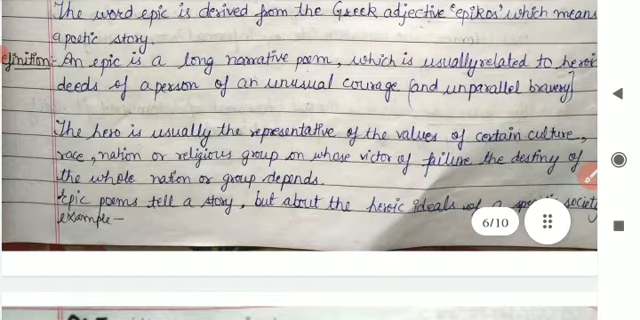 The word epic is derived from the Greek adjective 'epikos' which means
a poetic story.
efinition:- An epic is a long narrative poem, which is usually related to heroi
deeds of a person of an unusual courage (and unparallel bravery]
The hero is usually the representative of the values of certain culture,
race, nation or religious group on whose victor of failure the destiny of
the whole nation or group depends.
Epic poems tell a story, but about the heroic ideals of a society
example-
6/10